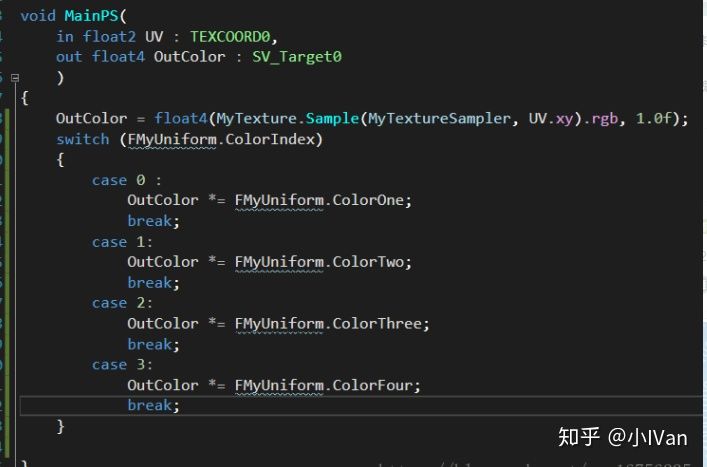 void MainPS(
    in float2 UV : TEXCOORD0,
    out float4 OutColor : SV_Target0
    )
{
    OutColor = float4(MyTexture.Sample(MyTextureSampler, UV.xy).rgb, 1.0f);
    switch (FMyUniform.ColorIndex)
    {
        case 0 :
            OutColor *= FMyUniform.ColorOne;
            break;
        case 1:
            OutColor *= FMyUniform.ColorTwo;
            break;
        case 2:
            OutColor *= FMyUniform.ColorThree;
            break;
        case 3:
            OutColor *= FMyUniform.ColorFour;
            break;
    }
知乎 @小IVan
}